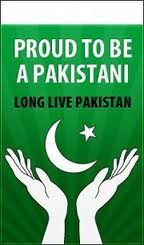 PROUD TO BE
A PAKISTANI
LONG LIVE PAKISTAN